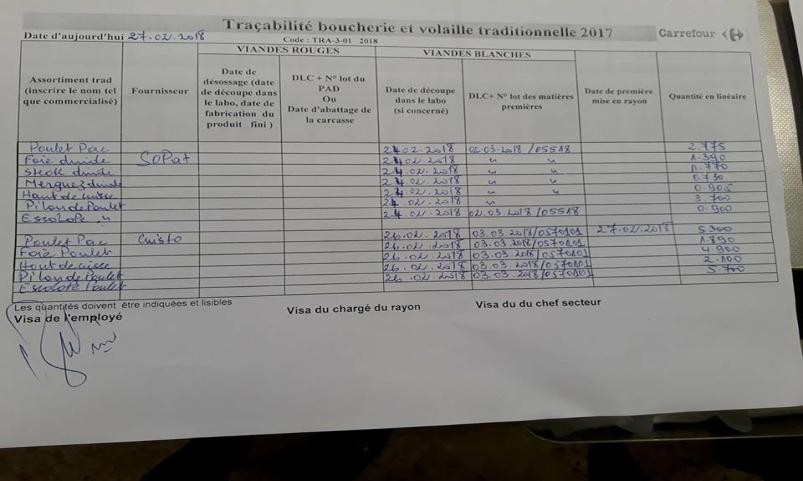 Traçabilité boucherie et volaille traditionnelle 2017
Carrefour
Date d'aujourd'hui 27.02.2018
Code : TRA-3-01 2018
VIANDES ROUGES VIANDES BLANCHES
Assortiment trad (inscrire le nom tel que commercialisé)
Fournisseur
Date de désossage (date de découpe dans le labo, date de fabrication du produit fini )
DLC + N° lot du PAD Ou Date d'abattage de la carcasse
Date de découpe dans le labo (si concerné)
DLC+ N° lot des matières premières
Date de première mise en rayon
Quantité en linéaire
Poulet Pac 24.02.2018 02.03.2018/05518 2.775
Foie dinde SOPat 24.02.2018 " " 1.390
Steak dinde 24.02.2018 " " 1.770
Merguez dinde 24.02.2018 " " 0.730
Haut de cuisse 24.02.2018 " " 0.905
Pilon de Poulet 24.02.2018 " 3.700
Escalope " 24.02.2018 02.03.2018/05518 0.900
Poulet Pac 26.02.2018 03.03.2018/0570101 27.02.2018 5.300
Foie Poulet 26.02.2018 03.03.2018/0570101 1.890
Haut de cuisse 26.02.2018 03.03.2018/0570101 4.900
Pilon de Poulet 26.02.2018 03.03.2018/0570101 2.100
Escalope Poulet 5.700
Les quantités doivent être indiquées et lisibles
Visa de l'employé Visa du chargé du rayon Visa du du chef secteur